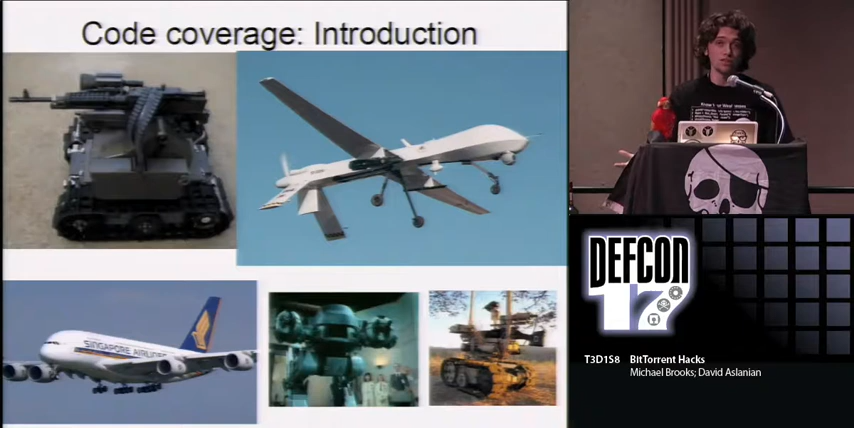 Code coverage: Introduction
SINGAPORE AIRLINES
DEFCON
17
T3D1S8 BitTorrent Hacks
Michael Brooks; David Aslanian